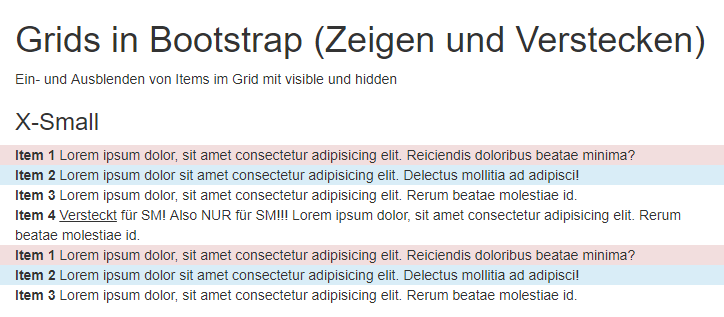 Grids in Bootstrap (Zeigen und Verstecken)
Ein- und Ausblenden von Items im Grid mit visible und hidden
X-Small
Item 1 Lorem ipsum dolor, sit amet consectetur adipisicing elit. Reiciendis doloribus beatae minima?
Item 2 Lorem ipsum dolor sit amet consectetur adipisicing elit. Delectus mollitia ad adipisci!
Item 3 Lorem ipsum dolor, sit amet consectetur adipisicing elit. Rerum beatae molestiae id.
Item 4 Versteckt für SM! Also NUR für SM!!! Lorem ipsum dolor, sit amet consectetur adipisicing elit. Rerum
beatae molestiae id.
Item 1 Lorem ipsum dolor, sit amet consectetur adipisicing elit. Reiciendis doloribus beatae minima?
Item 2 Lorem ipsum dolor sit amet consectetur adipisicing elit. Delectus mollitia ad adipisci!
Item 3 Lorem ipsum dolor, sit amet consectetur adipisicing elit. Rerum beatae molestiae id.